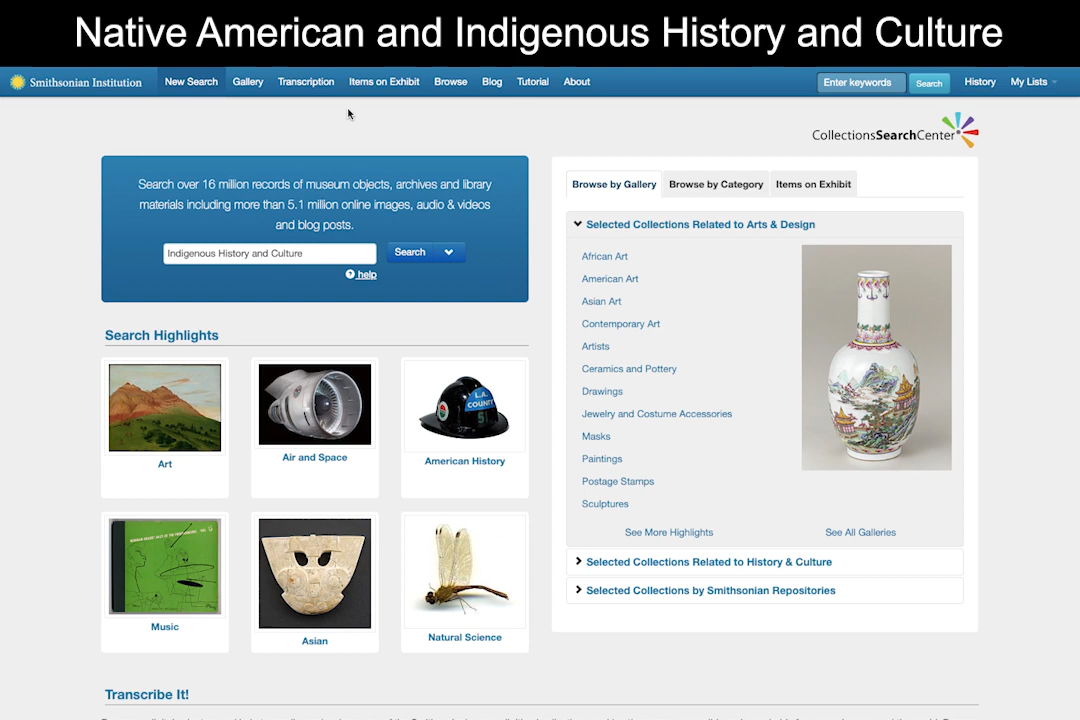 Native American and Indigenous History and Culture
Smithsonian Institution
New Search
Gallery
Transcription
Items on Exhibit
Browse
Blog
Tutorial
About
Enter keywords
Search
History
My Lists
CollectionsSearchCenter
Search over 16 million records of museum objects, archives and library
materials including more than 5.1 million online images, audio & videos
and blog posts.
Indigenous History and Culture
Search
help
Search Highlights
L.A.
COUNTY
51
Art
Air and Space
American History
Music
Asian
Natural Science
Browse by Gallery
Browse by Category
Items on Exhibit
Selected Collections Related to Arts & Design
African Art
American Art
Asian Art
Contemporary Art
Artists
Ceramics and Pottery
Drawings
Jewelry and Costume Accessories
Masks
Paintings
Postage Stamps
Sculptures
See More Highlights
See All Galleries
Selected Collections Related to History & Culture
Selected Collections by Smithsonian Repositories
Transcribe It!